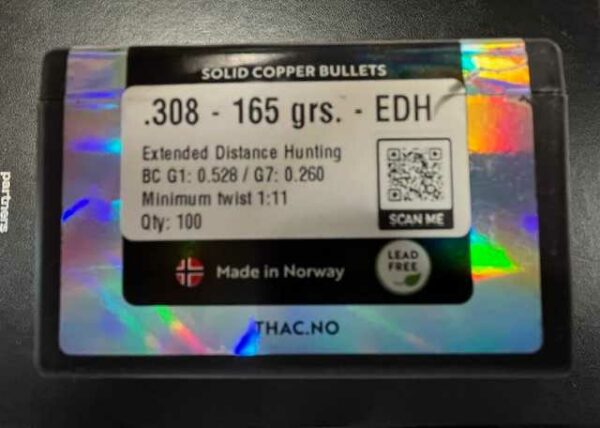 SOLID COPPER BULLETS
.308 - 165 grs. - EDH
Extended Distance Hunting
BC G1: 0.528 / G7: 0.260
Minimum twist 1:11
Qty: 100
SCAN ME
Made in Norway
LEAD
FREE
THAC.NO
partners